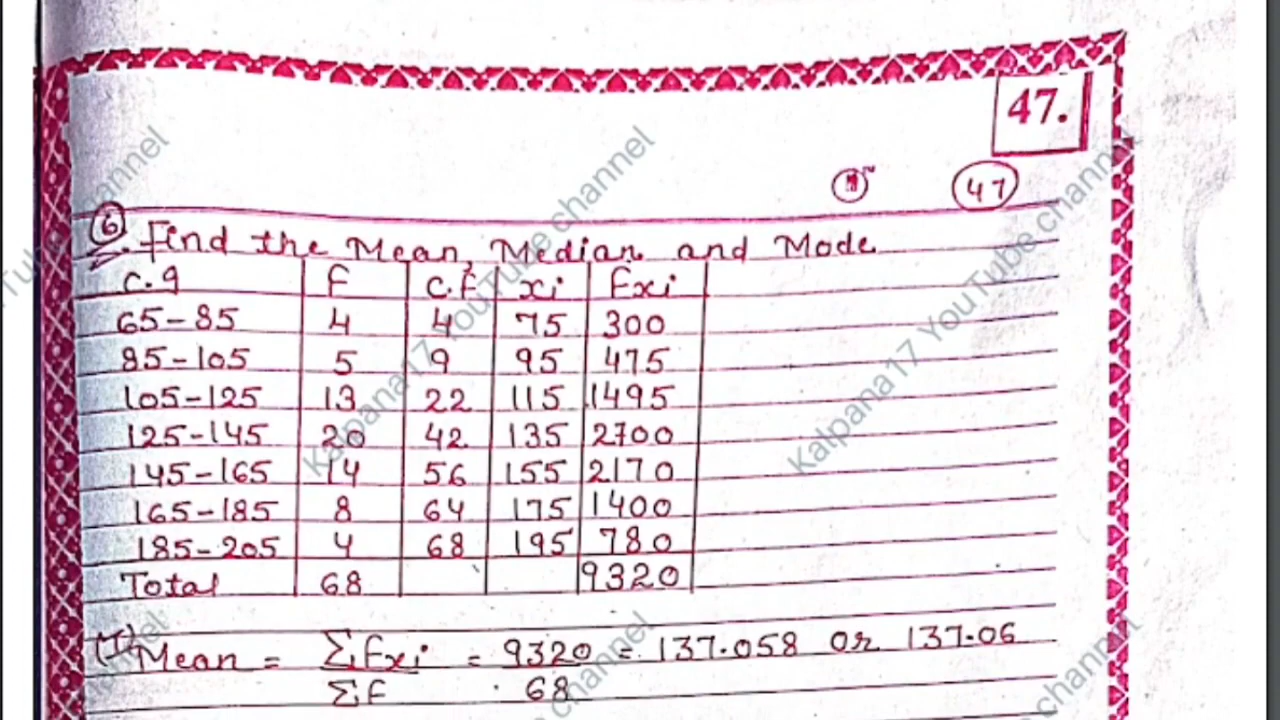 47.
47
6 Find the Mean, Median and Mode
C.g F C.F xi Fxi
65-85 4 4 75 300
85-105 5 9 95 475
105-125 13 22 115 1495
125-145 20 42 135 2700
145-165 14 56 155 2170
165-185 8 64 175 1400
185-205 4 68 195 780
Total 68 9320
(I) Mean = ΣFxi = 9320 = 137.058 or 137.06
ΣF 68
Kalpana17 YouTube channel
Kalpana17 YouTube channel